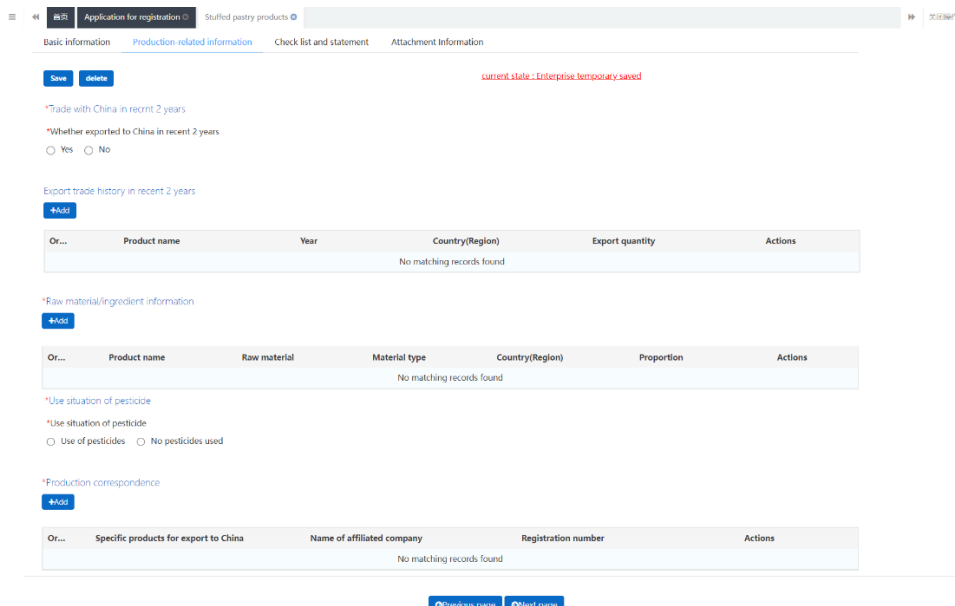 首页 Application for registration Stuffed pastry products
Basic information Production-related information Check list and statement Attachment Information
Save delete current state : Enterprise temporary saved
*Trade with China in recrnt 2 years
*Whether exported to China in recent 2 years
Yes No
Export trade history in recent 2 years
+Add
Or... Product name Year Country(Region) Export quantity Actions
No matching records found
*Raw material/ingredient information
+Add
Or... Product name Raw material Material type Country(Region) Proportion Actions
No matching records found
*Use situation of pesticide
*Use situation of pesticide
Use of pesticides No pesticides used
*Production correspondence
+Add
Or... Specific products for export to China Name of affiliated company Registration number Actions
No matching records found
Previous page Next page